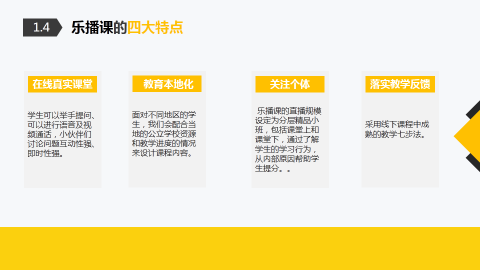 1.4
乐播课的四大特点
在线真实课堂
学生可以举手提问、
可以进行语音及视
频通话，小伙伴们
讨论问题互动性强、
即时性强。
教育本地化
面对不同地区的学
生，我们会配合当
地的公立学校资源
和教学进度的情况
来设计课程内容。
关注个体
乐播课的直播规模
设定为分层精品小
班，包括课堂上和
课堂下，通过了解
学生的学习行为，
从内部原因帮助学
生提分。。
落实教学反馈
采用线下课程中成
熟的教学七步法。